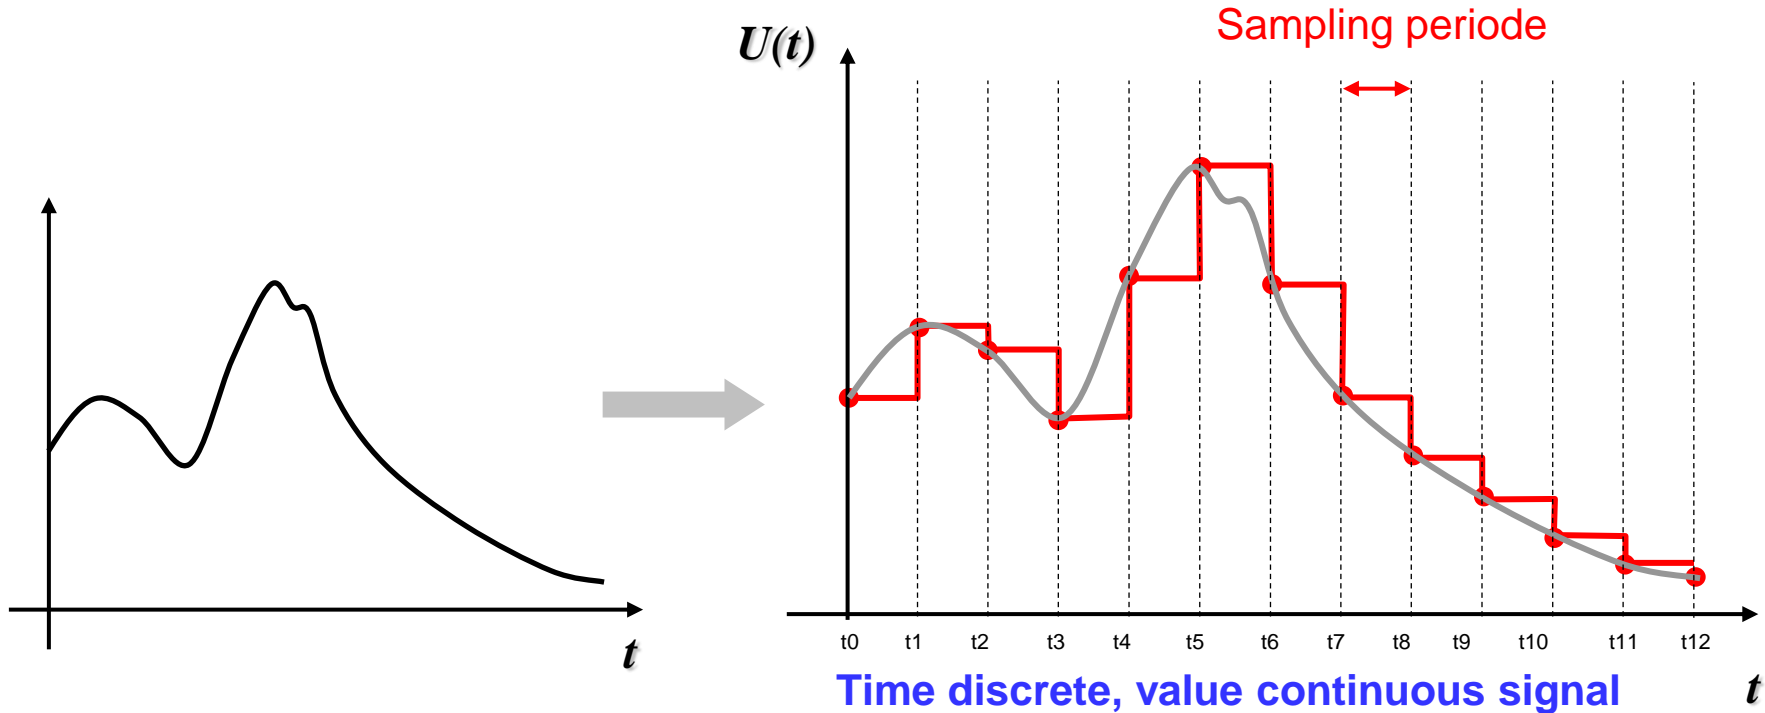 Sampling periode
U(t)
t
t0 t1 t2 t3 t4 t5 t6 t7 t8 t9 t10 t11 t12
Time discrete, value continuous signal
t